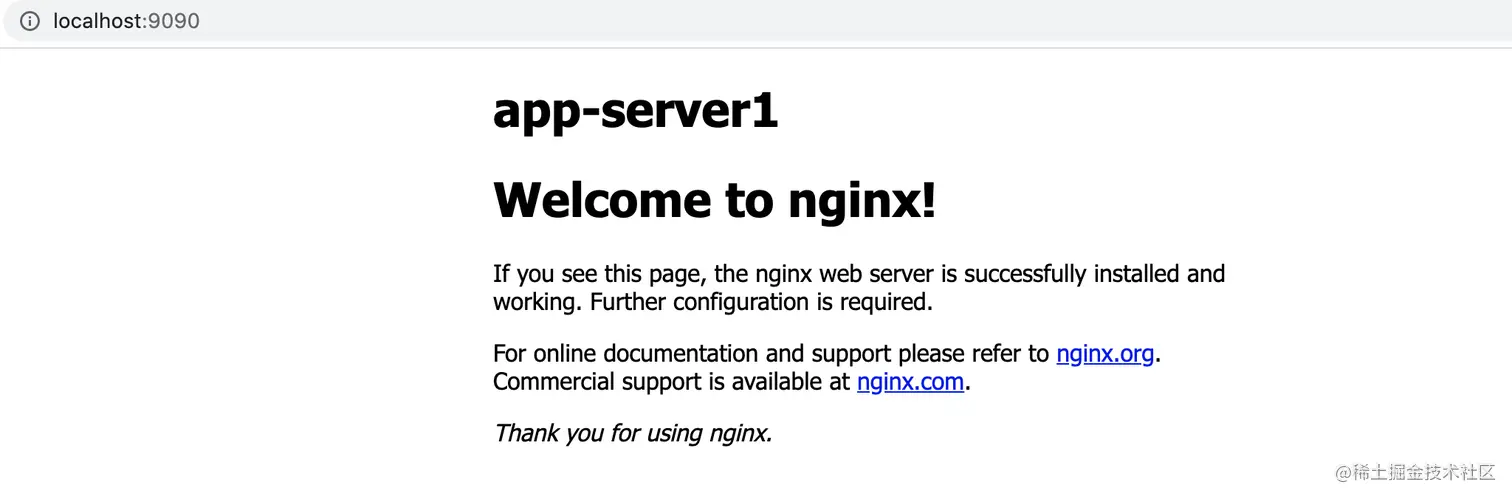 localhost:9090
app-server1
Welcome to nginx!
If you see this page, the nginx web server is successfully installed and
working. Further configuration is required.
For online documentation and support please refer to nginx.org.
Commercial support is available at nginx.com.
Thank you for using nginx.
@稀土掘金技术社区